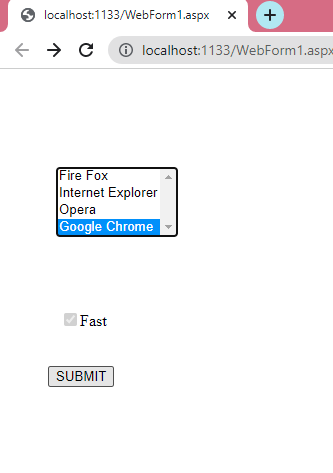 localhost:1133/WebForm1.aspx
localhost:1133/WebForm1.aspx
Fire Fox
Internet Explorer
Opera
Google Chrome
Fast
SUBMIT